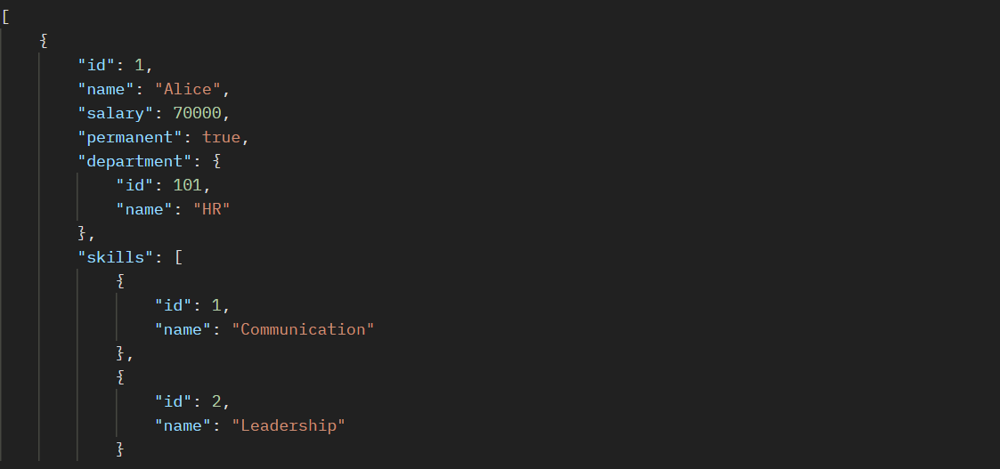 [
    {
        "id": 1,
        "name": "Alice",
        "salary": 70000,
        "permanent": true,
        "department": {
            "id": 101,
            "name": "HR"
        },
        "skills": [
            {
                "id": 1,
                "name": "Communication"
            },
            {
                "id": 2,
                "name": "Leadership"
            }